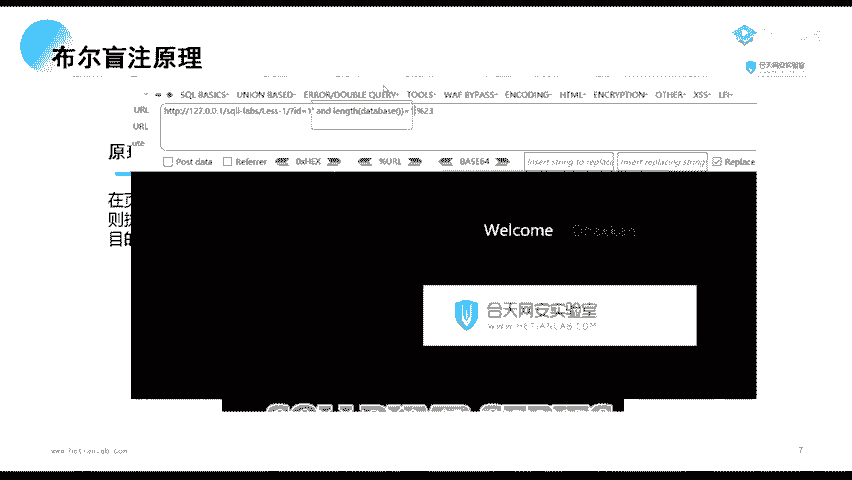 布尔盲注原理
合天网安实验室
SQL BASICS UNION BASED ERROR/DOUBLE QUERY TOOLS WAF BYPASS ENCODING HTML ENCRYPTION OTHER XSS LFI
URL
http://127.0.0.1/sqli-labs/Less-1/?id=1' and length(database())=1%23
URL
Post data Referrer 0xHEX %URL BASE64 Insert string to replace Insert replacing string Replace
原
在
则
目的
Welcome
合天网安实验室
WWW.HETIANLAB.COM
www.hetianlab.com
7